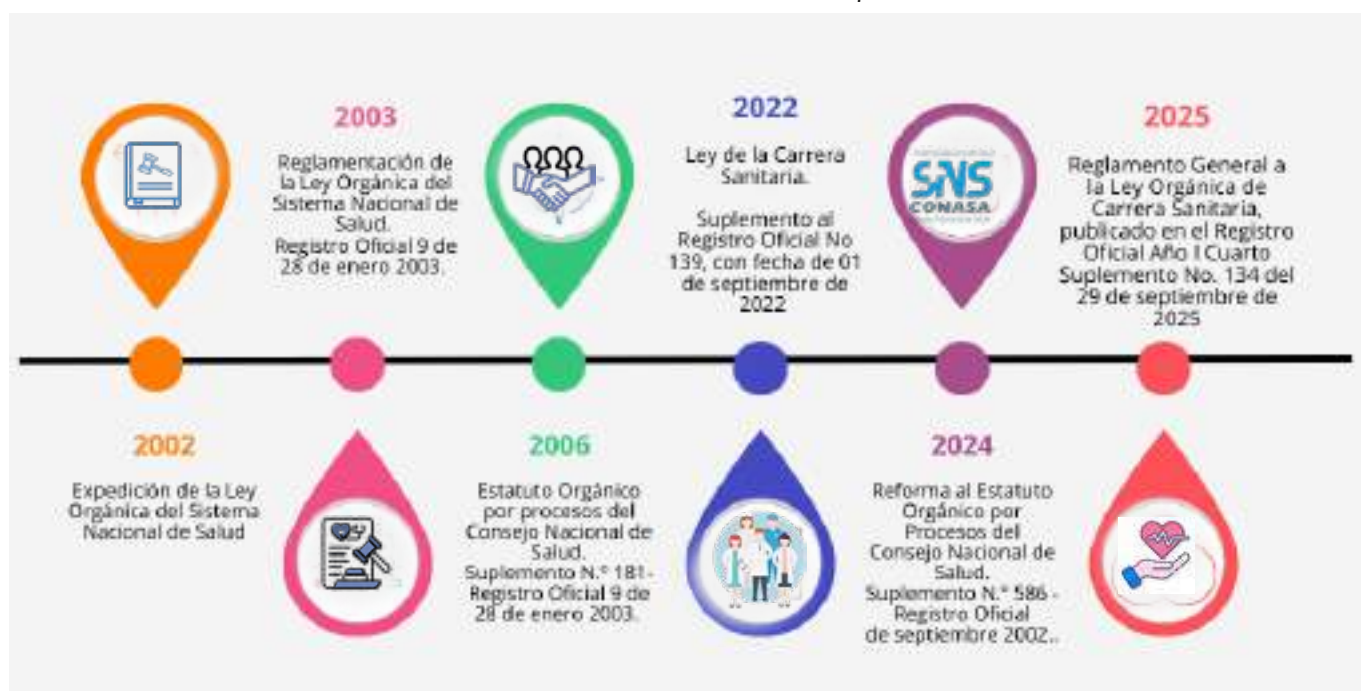 2002
Expedición de la Ley
Orgánica del Sistema
Nacional de Salud
2003
Reglamentación de
la Ley Orgánica del
Sistema Nacional de
Salud.
Registro Oficial 9 de
28 de enero 2003.
2006
Estatuto Orgánico
por procesos del
Consejo Nacional de
Salud.
Suplemento N.º 181-
Registro Oficial 9 de
28 de enero 2003.
2022
Ley de la Carrera
Sanitaria.
Suplemento al
Registro Oficial No
139, con fecha de 01
de septiembre de
2022
SNS
CONASA
2024
Reforma al Estatuto
Orgánico por
Procesos del
Consejo Nacional de
Salud.
Suplemento N.º 586 -
Registro Oficial
de septiembre 2002..
2025
Reglamento General a
la Ley Orgánica de
Carrera Sanitaria,
publicado en el Registro
Oficial Año I Cuarto
Suplemento No. 134 del
29 de septiembre de
2025